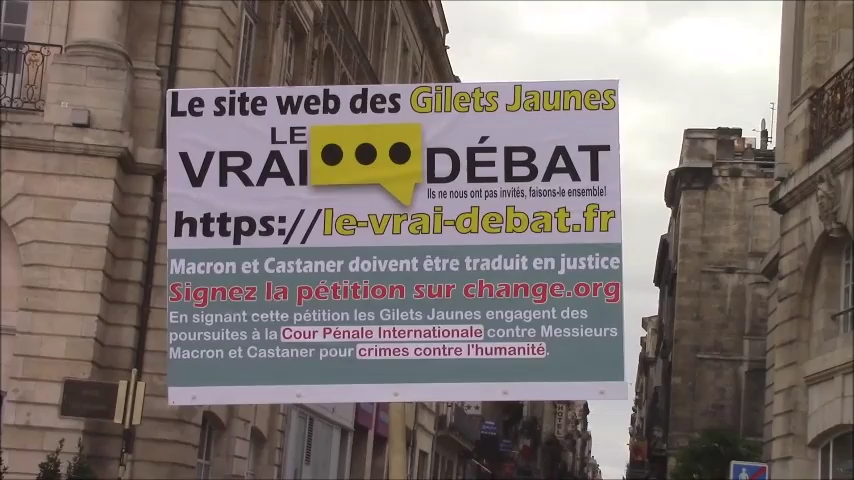 Le site web des Gilets Jaunes
LE
VRAI DÉBAT
Ils ne nous ont pas invités, faisons-le ensemble!
https://le-vrai-debat.fr
Macron et Castaner doivent être traduit en justice
Signez la pétition sur change.org
En signant cette pétition les Gilets Jaunes engagent des
poursuites à la Cour Pénale Internationale contre Messieurs
Macron et Castaner pour crimes contre l'humanité.